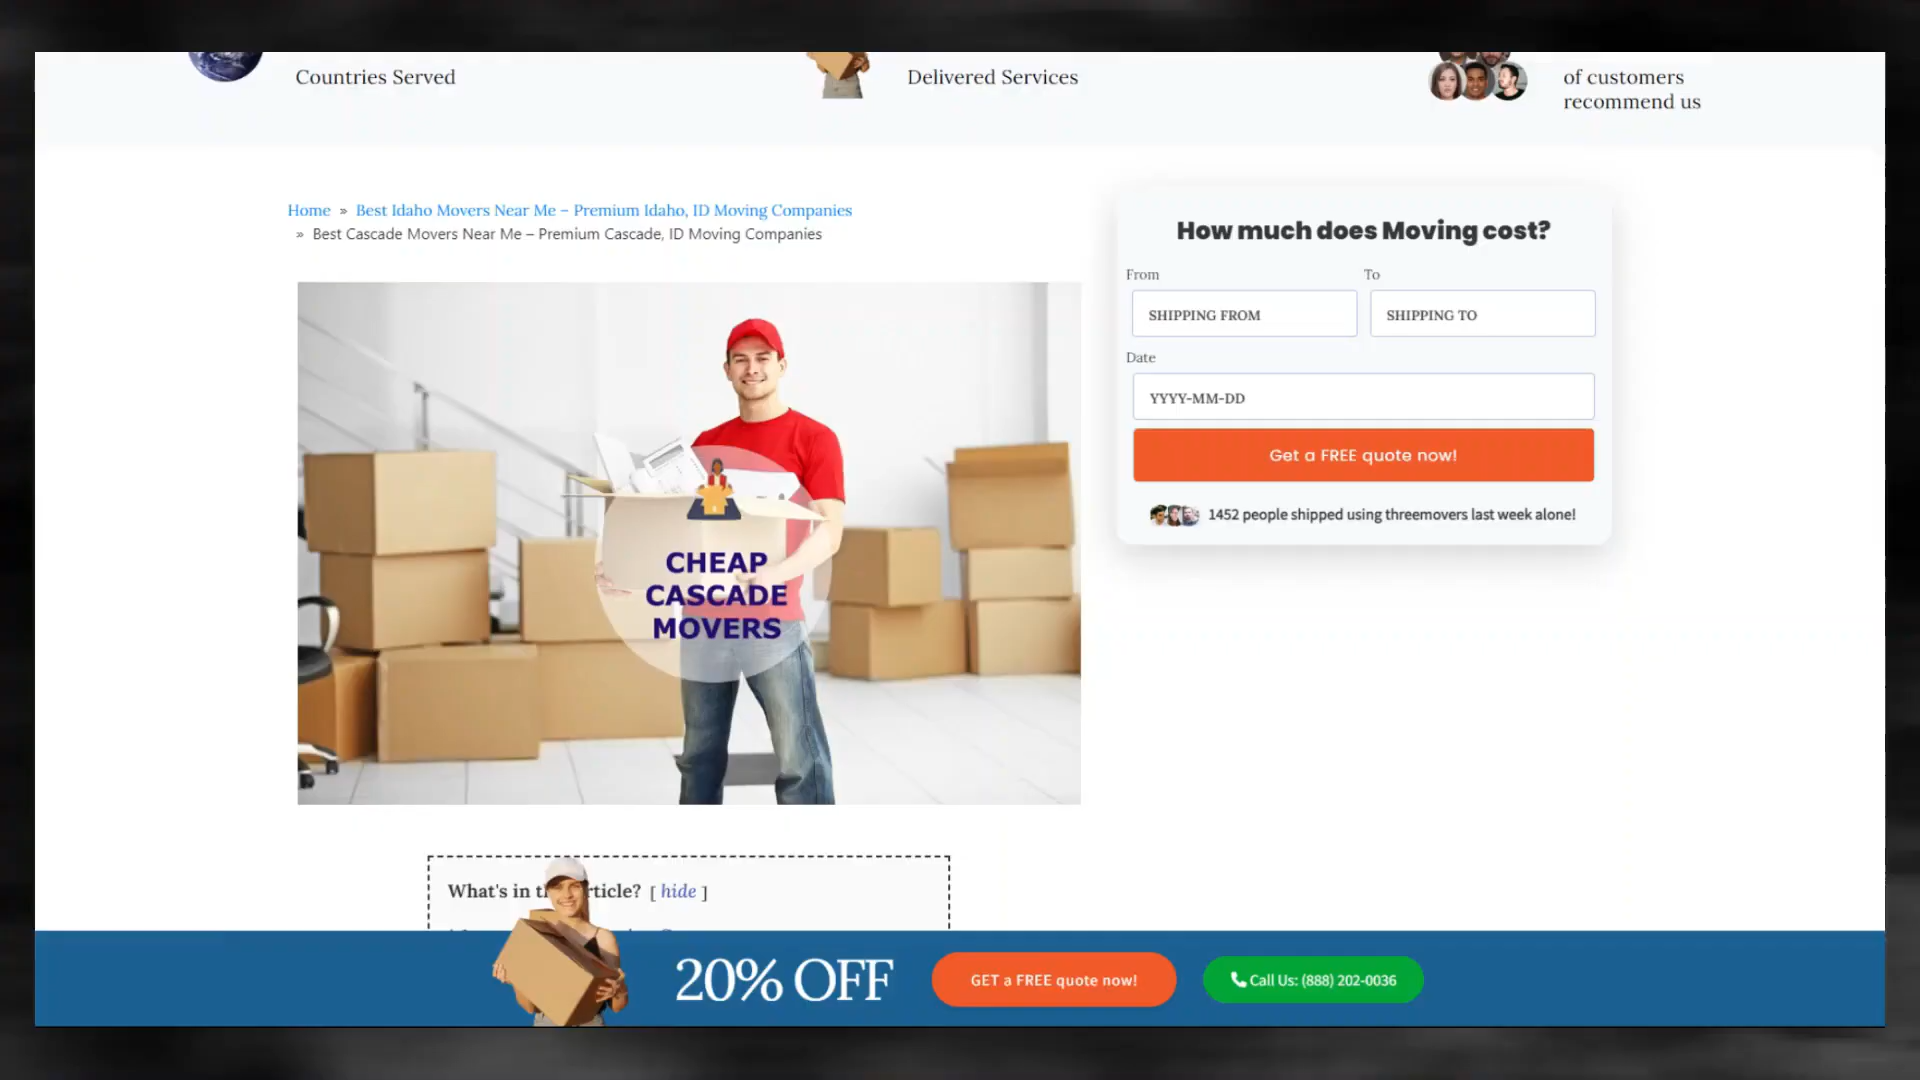 Countries Served
Delivered Services
of customers
recommend us
Home » Best Idaho Movers Near Me – Premium Idaho, ID Moving Companies
» Best Cascade Movers Near Me – Premium Cascade, ID Moving Companies
How much does Moving cost?
From To
SHIPPING FROM SHIPPING TO
Date
YYYY-MM-DD
Get a FREE quote now!
1452 people shipped using threemovers last week alone!
CHEAP
CASCADE
MOVERS
What's in rticle? [ hide ]
20% OFF
GET a FREE quote now!
Call Us: (888) 202-0036